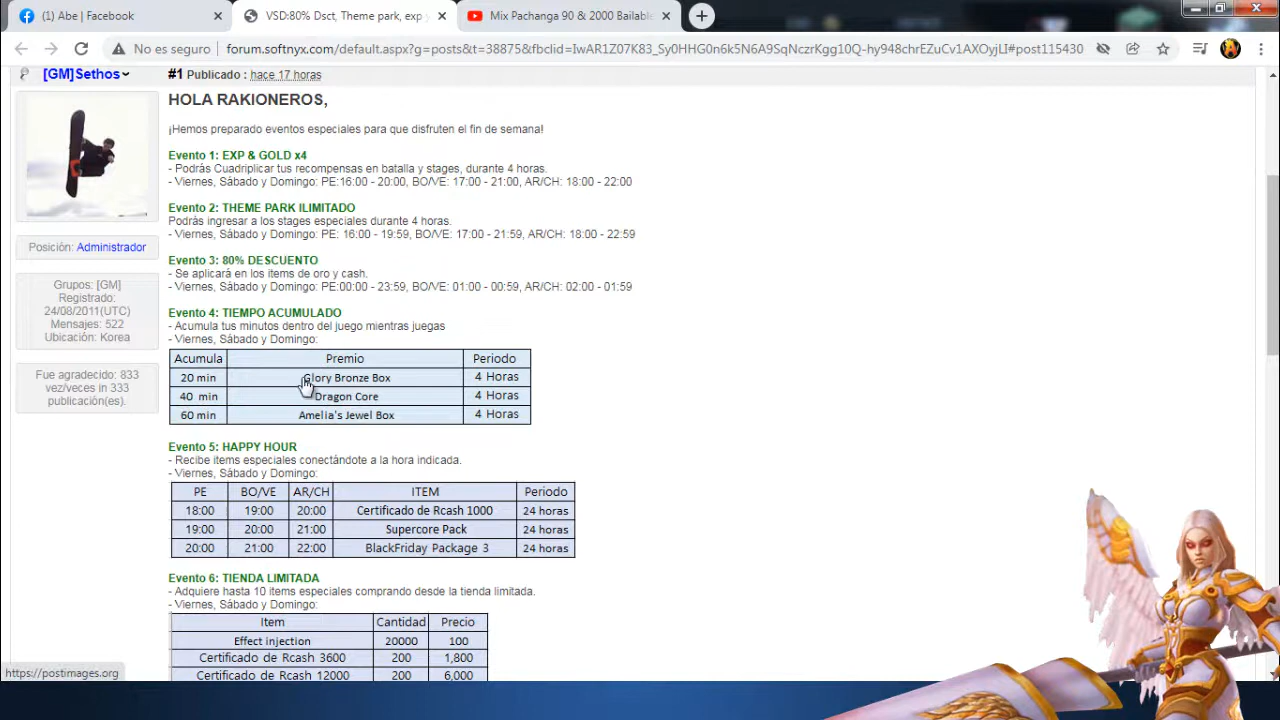 (1) Abe | Facebook
VSD:80% Dsct, Theme park, exp y
Mix Pachanga 90 & 2000 Bailable
No es seguro
forum.softnyx.com/default.aspx?g=posts&t=38875&fbclid=IwAR1Z07K83_Sy0HHG0n6k5N6A9SqNczrKgg10Q-hy948chrEZuCv1AXOyjLI#post115430
[GM]Sethos
#1 Publicado : hace 17 horas
HOLA RAKIONEROS,
¡Hemos preparado eventos especiales para que disfruten el fin de semana!
Evento 1: EXP & GOLD x4
- Podrás Cuadriplicar tus recompensas en batalla y stages, durante 4 horas.
- Viernes, Sábado y Domingo: PE:16:00 - 20:00, BO/VE: 17:00 - 21:00, AR/CH: 18:00 - 22:00
Evento 2: THEME PARK ILIMITADO
Podrás ingresar a los stages especiales durante 4 horas.
- Viernes, Sábado y Domingo: PE: 16:00 - 19:59, BO/VE: 17:00 - 21:59, AR/CH: 18:00 - 22:59
Posición: Administrador
Evento 3: 80% DESCUENTO
- Se aplicará en los items de oro y cash.
- Viernes, Sábado y Domingo: PE:00:00 - 23:59, BO/VE: 01:00 - 00:59, AR/CH: 02:00 - 01:59
Grupos: [GM]
Registrado:
24/08/2011(UTC)
Mensajes: 522
Ubicación: Korea
Evento 4: TIEMPO ACUMULADO
- Acumula tus minutos dentro del juego mientras juegas
- Viernes, Sábado y Domingo:
Acumula Premio Periodo
20 min Glory Bronze Box 4 Horas
40 min Dragon Core 4 Horas
60 min Amelia's Jewel Box 4 Horas
Fue agradecido: 833
vez/veces in 333
publicación(es).
Evento 5: HAPPY HOUR
- Recibe items especiales conectándote a la hora indicada.
- Viernes, Sábado y Domingo:
PE BO/VE AR/CH ITEM Periodo
18:00 19:00 20:00 Certificado de Rcash 1000 24 horas
19:00 20:00 21:00 Supercore Pack 24 horas
20:00 21:00 22:00 BlackFriday Package 3 24 horas
Evento 6: TIENDA LIMITADA
- Adquiere hasta 10 items especiales comprando desde la tienda limitada.
- Viernes, Sábado y Domingo:
Item Cantidad Precio
Effect injection 20000 100
Certificado de Rcash 3600 200 1,800
Certificado de Rcash 12000 200 6,000
https://postimages.org